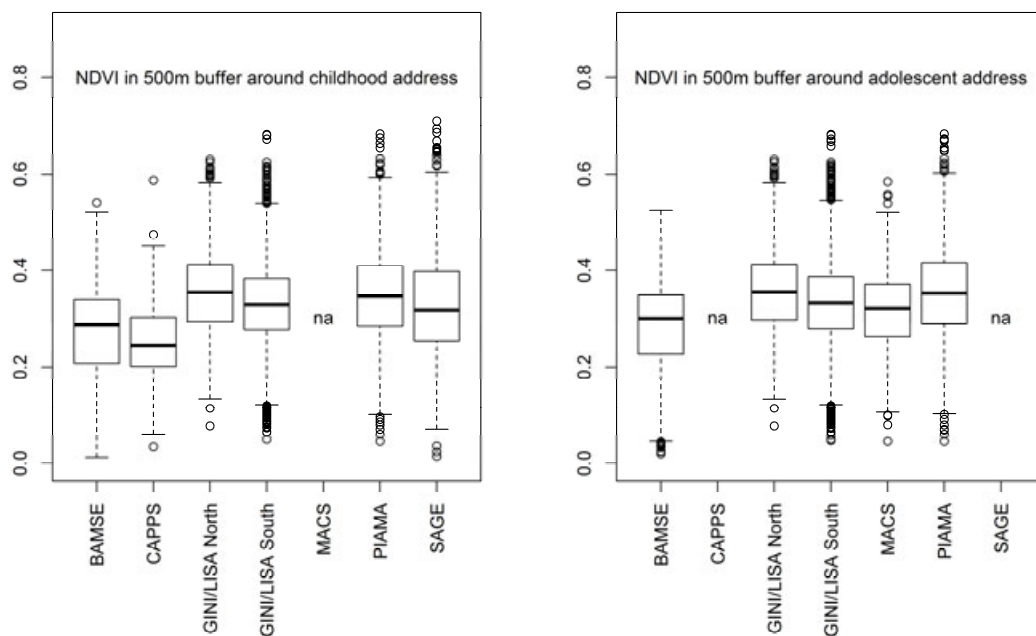 NDVI in 500m buffer around childhood address
0.8
0.6
0.4
0.2
0.0
na
BAMSE
CAPPS
GINI/LISA North
GINI/LISA South
MACS
PIAMA
SAGE
NDVI in 500m buffer around adolescent address
0.8
0.6
0.4
0.2
0.0
na
na
BAMSE
CAPPS
GINI/LISA North
GINI/LISA South
MACS
PIAMA
SAGE